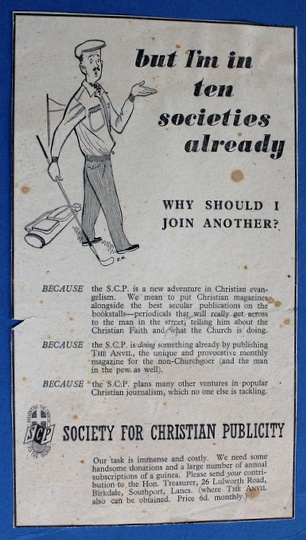 but I'm in
ten
societies
already
WHY SHOULD I
JOIN ANOTHER?
BECAUSE the S.C.P. is a new adventure in Christian evan-
gelism. We mean to put Christian magazines
alongside the best secular publications on the
bookstalls—periodicals that will really get across
to the man in the street, telling him about the
Christian Faith and what the Church is doing.
BECAUSE the S.C.P. is doing something already by publishing
THE ANVIL, the unique and provocative monthly
magazine for the non-Churchgoer (and the man
in the pew as well).
BECAUSE the S.C.P. plans many other ventures in popular
Christian journalism, which no one else is tackling.
SCP
SOCIETY FOR CHRISTIAN PUBLICITY
Our task is immense and costly. We need some
handsome donations and a large number of annual
subscriptions of a guinea. Please send your contri-
bution to the Hon. Treasurer, 26 Lulworth Road,
Birkdale, Southport, Lancs. (where THE ANVIL
also can be obtained. Price 6d. monthly.)